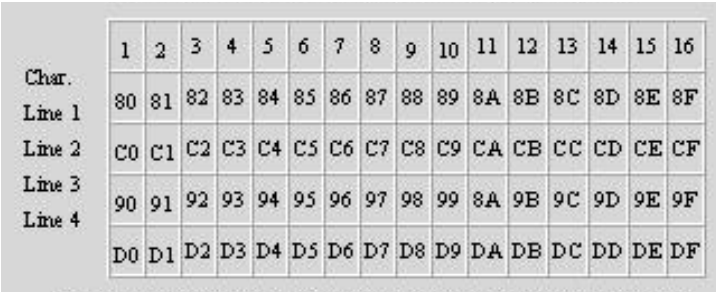 1 2 3 4 5 6 7 8 9 10 11 12 13 14 15 16
Char.
Line 1 80 81 82 83 84 85 86 87 88 89 8A 8B 8C 8D 8E 8F
Line 2 C0 C1 C2 C3 C4 C5 C6 C7 C8 C9 CA CB CC CD CE CF
Line 3 90 91 92 93 94 95 96 97 98 99 8A 9B 9C 9D 9E 9F
Line 4 D0 D1 D2 D3 D4 D5 D6 D7 D8 D9 DA DB DC DD DE DF